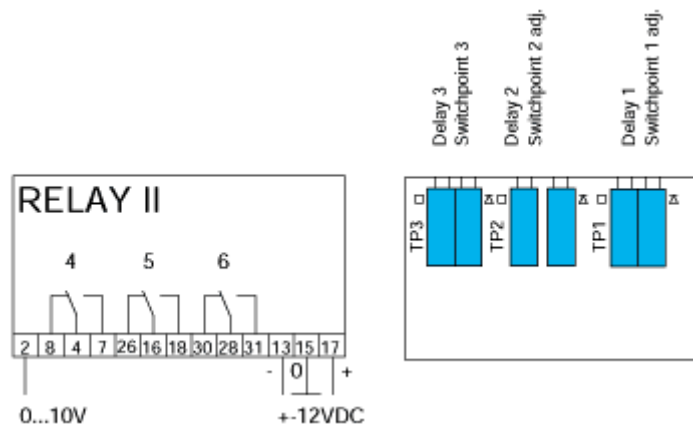 Delay 3
Switchpoint 3
Delay 2
Switchpoint 2 adj.
Delay 1
Switchpoint 1 adj.
RELAY II
TP3
TP2
TP1
4 5 6
2 8 4 7 26 16 18 30 28 31 13 15 17
- 0 +
0...10V +-12VDC